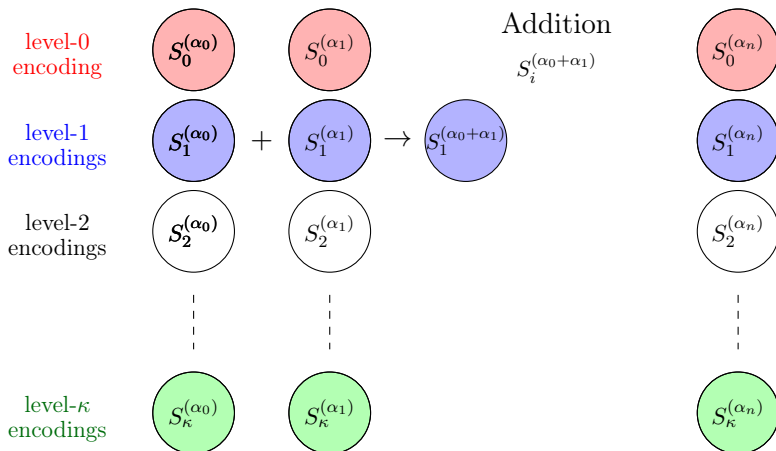 Addition
S_i^{(α_0+α_1)}
level-0
encoding
S_0^{(α_0)} S_0^{(α_1)} S_0^{(α_n)}
level-1
encodings
S_1^{(α_0)} + S_1^{(α_1)} → S_1^{(α_0+α_1)} S_1^{(α_n)}
level-2
encodings
S_2^{(α_0)} S_2^{(α_1)} S_2^{(α_n)}
level-κ
encodings
S_κ^{(α_0)} S_κ^{(α_1)} S_κ^{(α_n)}